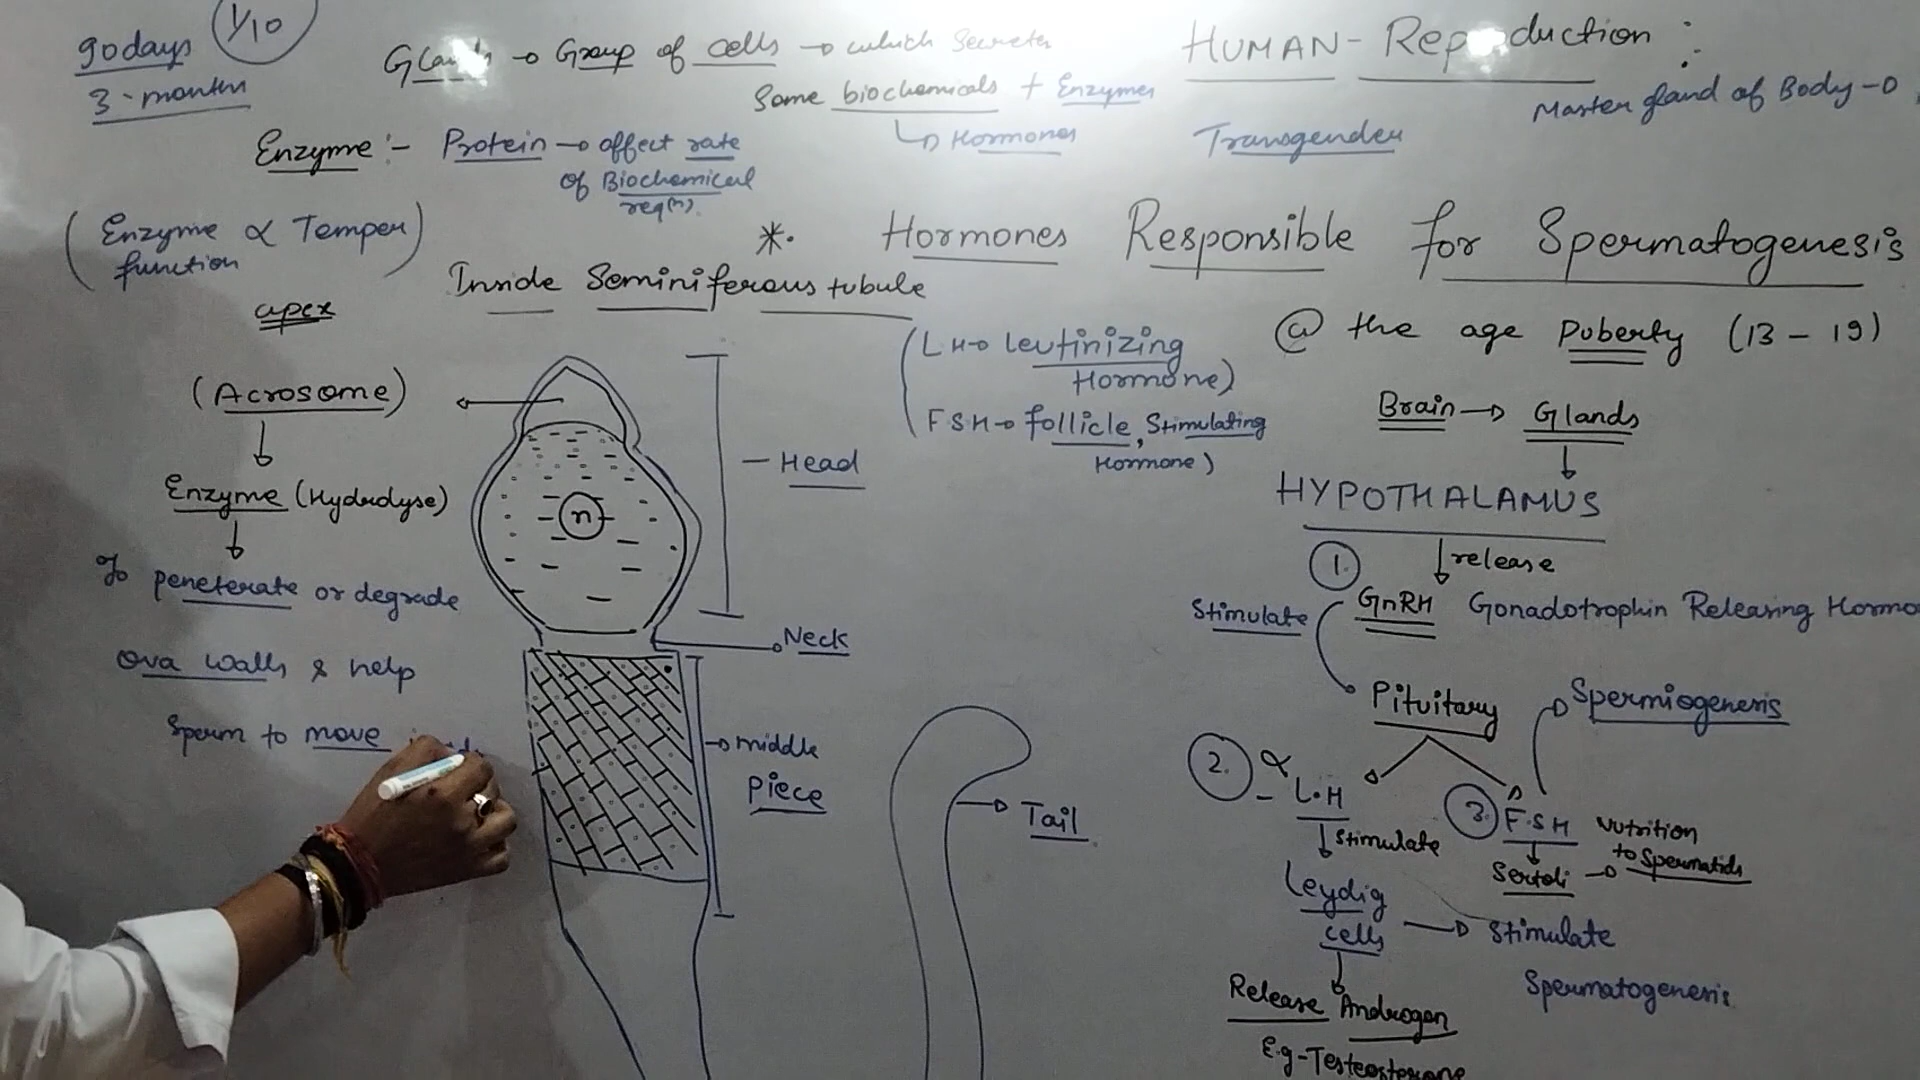 90days
1/10
3-months
Glands → Group of cells → which Secretes
Some biochemicals + Enzymes
↳ Hormones
HUMAN - Reproduction :
Master gland of Body →
Transgender
Enzyme :- Protein → affect rate
of Biochemical
req(n).
(Enzyme ∝ Temper)
function
*. Hormones Responsible for Spermatogenesis
Inside Seminiferous tubule
@ the age Puberty (13 - 19)
(LH→ Leutinizing
Hormone)
FSH→ follicle, Stimulating
Hormone)
apex
(Acrosome)
Enzyme (Hydrolyse)
% peneterate or degrade
Ova walls & help
Sperm to move
n
- Head
Neck
→ middle
Piece
→ Tail
Brain → Glands
HYPOTHALAMUS
1. ↓ release
Stimulate GnRH Gonadotrophin Releasing Hormo
Pituitary
Spermiogenesis
2. ∝ - L.H
↓ Stimulate
Leydig
cells → Stimulate
Spermatogenesis
Release Androgen
E.g-Testeosterone
3. F.S.H Nutrition
to Spermatids
Sertoli →